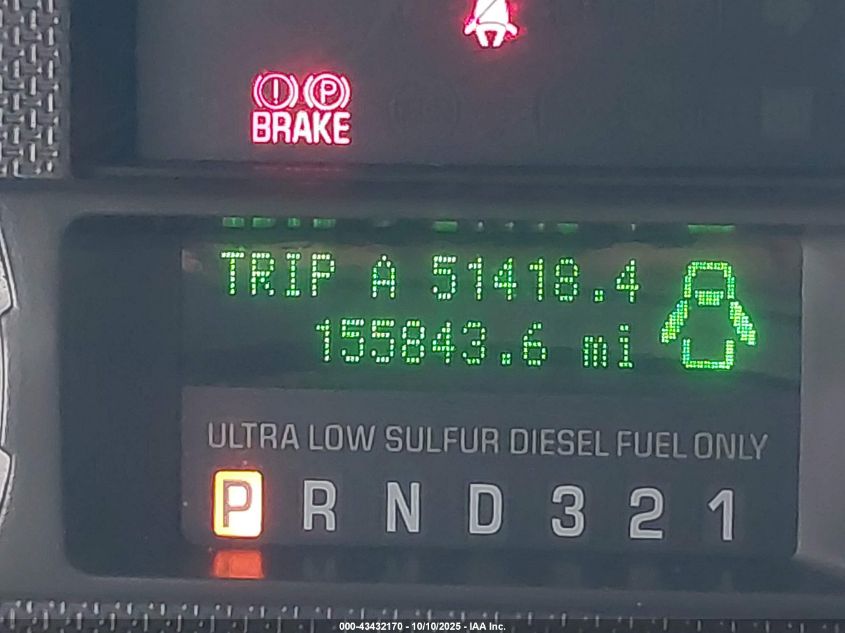 (!) (P)
BRAKE
TRIP A 51418.4
155843.6 mi
ULTRA LOW SULFUR DIESEL FUEL ONLY
P R N D 3 2 1
000-43432170 - 10/10/2025 - IAA Inc.